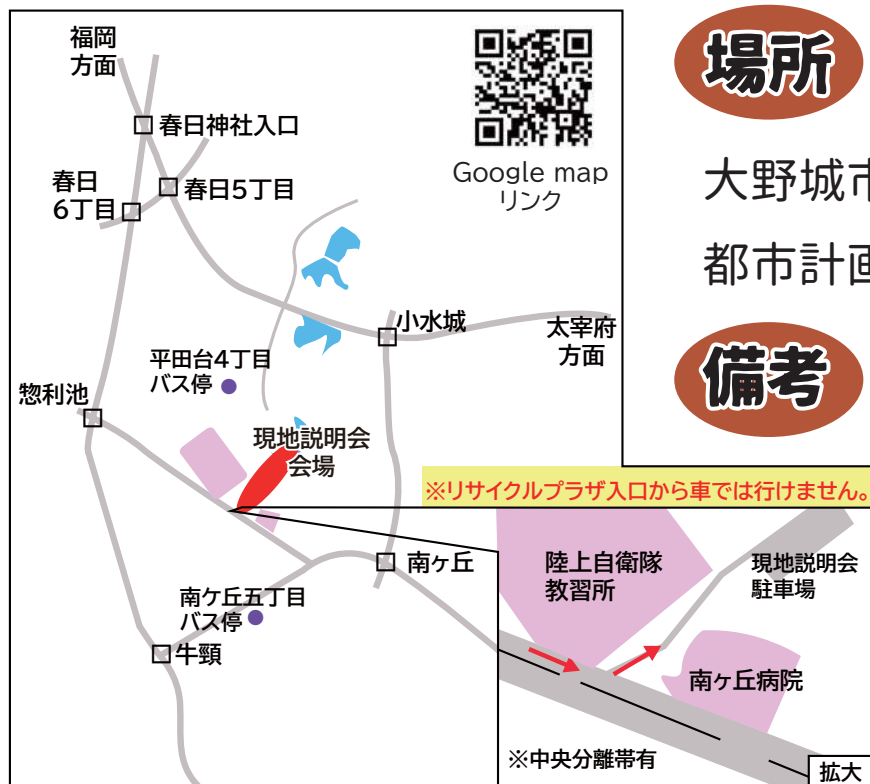 福岡
方面
春日神社入口
春日
6丁目
春日5丁目
Google map
リンク
小水城
太宰府
方面
平田台4丁目
バス停
惣利池
現地説明会
会場
※リサイクルプラザ入口から車では行けません。
南ヶ丘
南ケ丘五丁目
バス停
牛頸
陸上自衛隊
教習所
現地説明会
駐車場
南ヶ丘病院
※中央分離帯有
拡大
場所
大野城市
都市計画
備考